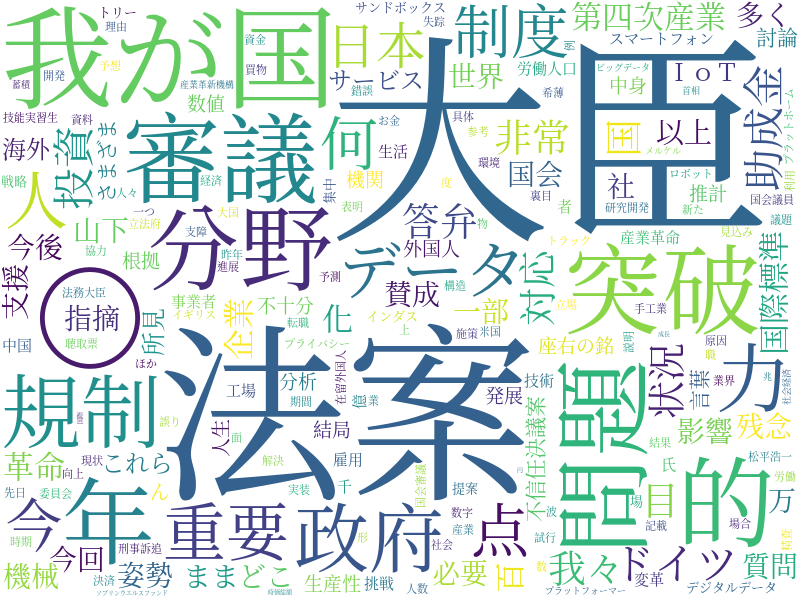 サンドボックス
トリー
理由
失踪
資金
買物
予想
蓄積
開発
産業革新機構
我が国
日本
制度
第四次産業
多く
討論
スマートフォン
サービス
世界
労働人口
ビッグデータ
中身
IoT
首相
メルケル
プラットホーム
助成金
数値
錯誤
お金
希薄
具体
参考
非常
国
以上
技能実習生
資料
海外
投資
さまざま
審議
何
生活
機関
環境
国会
社
ロボット
利用
研究開発
新た
国会議員
戦略
経済
人々
集中
度
表明
裏目
者
推計
議題
人
一つ
立法府
大国
山下
支障
昨年
協力
進展
根拠
分野
答弁
物
外国人
大臣
トラック
産業革命
見込み
今後
支援
〇
指摘
法務大臣
聴取票
所見
データ
予測
構造
賛成
対応
突破
国際標準
事業者
イギリス
不十分
企業
転職
プライバシー
化
インダス
上
一部
施策
米国
立場
手工業
中国
ほか
工場
分析
期間
在留外国人
億
業
技術
発展
座右の銘
説明
原因
職
業界
成長
状況
言葉
力
兆
社会経済
規制
誤り
人生
面
結局
法案
問題
影響
残念
氏
結果
松平浩一
革命
これら
現状
向上
解決
雇用
千
実装
提案
国会審議
不信任決議案
目
場
労働
万
的
先日
委員会
今
年
ん
重要
政府
数字
産業
波
点
試行
記載
場合
精査
時期
今回
刑事訴追
社会
形
円
百
数
我々
ドイツ
変革
質問
機械
決済
姿勢
ままどこ
生産性
挑戦
人数
必要
プラットフォーマー
デジタルデータ
ソブリンウエルスファンド
時価総額